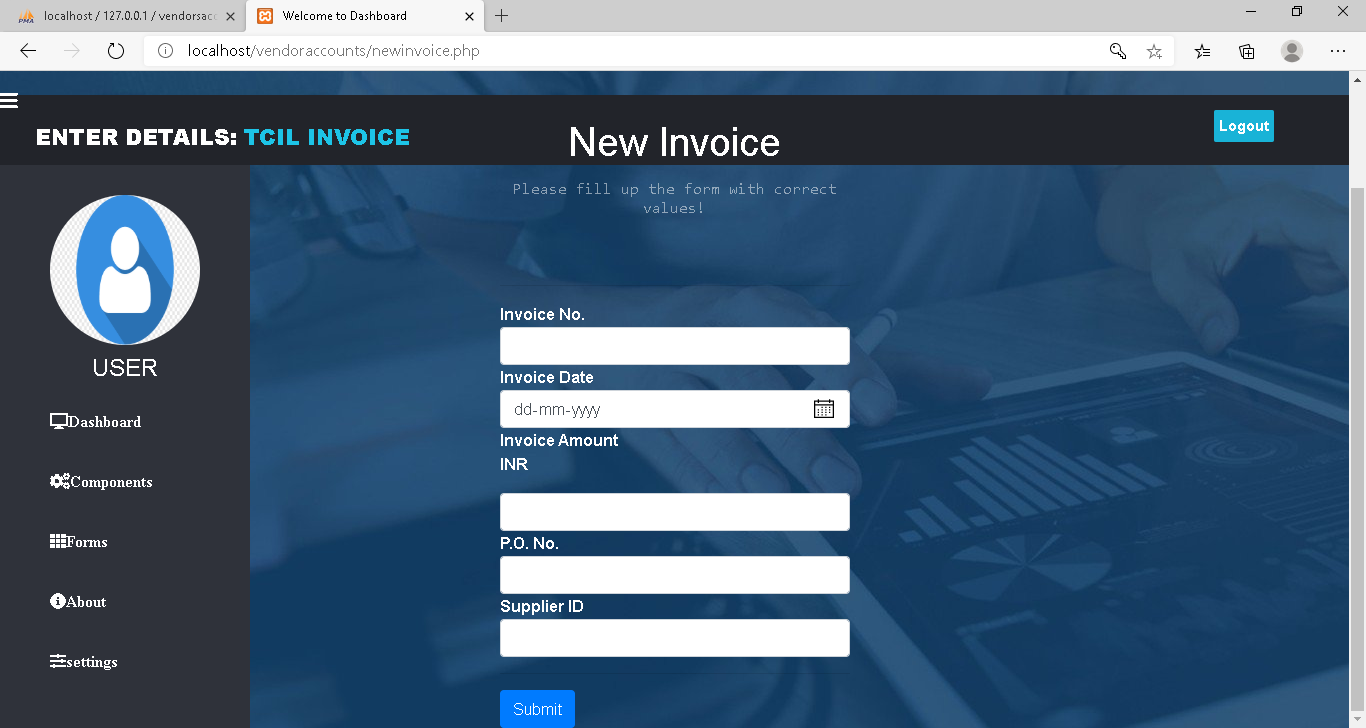 localhost / 127.0.0.1 / vendorsacc
Welcome to Dashboard
localhost/vendoraccounts/newinvoice.php
ENTER DETAILS: TCIL INVOICE
New Invoice
Logout
Please fill up the form with correct
values!
USER
Dashboard
Components
Forms
About
settings
Invoice No.
Invoice Date
dd-mm-yyyy
Invoice Amount
INR
P.O. No.
Supplier ID
Submit